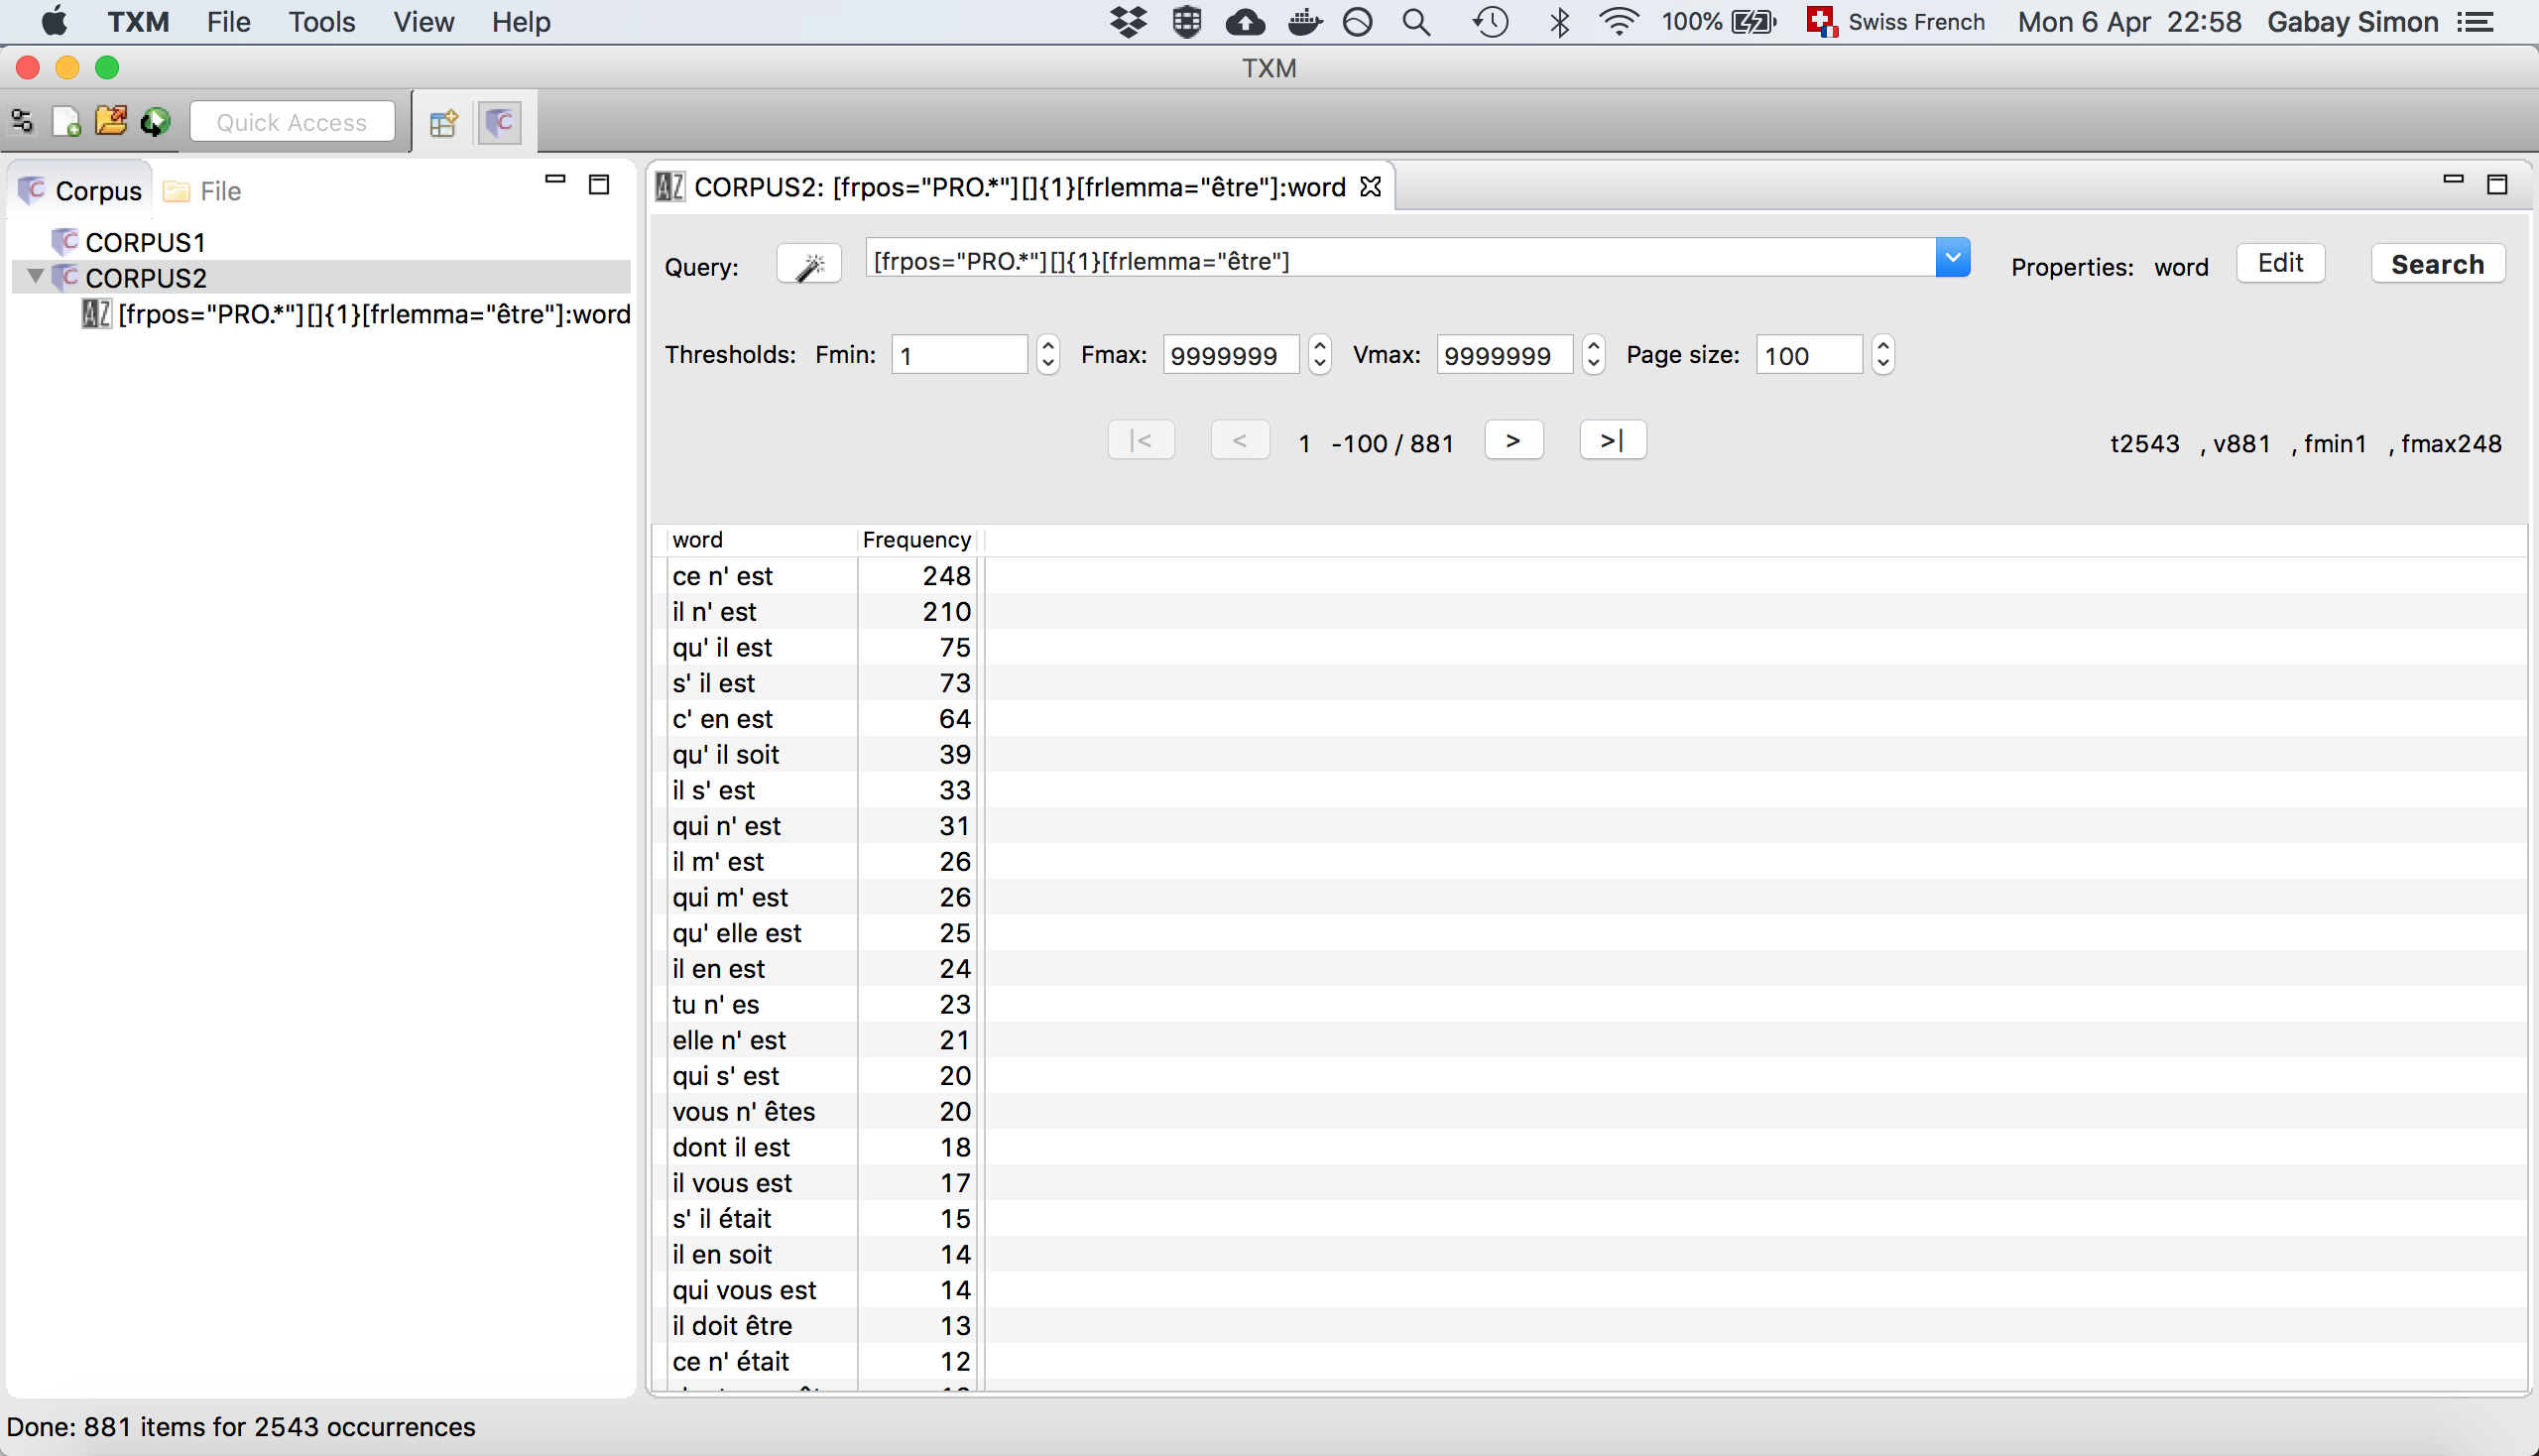 TXM File Tools View Help 100% Swiss French Mon 6 Apr 22:58 Gabay Simon
TXM
Quick Access
Corpus File
CORPUS1
CORPUS2
[frpos="PRO.*"][]{1}[frlemma="être"]:word
CORPUS2: [frpos="PRO.*"][]{1}[frlemma="être"]:word
Query: [frpos="PRO.*"][]{1}[frlemma="être"] Properties: word Edit Search
Thresholds: Fmin: 1 Fmax: 9999999 Vmax: 9999999 Page size: 100
|< < 1 -100 / 881 > >| t2543 , v881 , fmin1 , fmax248
word Frequency
ce n' est 248
il n' est 210
qu' il est 75
s' il est 73
c' en est 64
qu' il soit 39
il s' est 33
qui n' est 31
il m' est 26
qui m' est 26
qu' elle est 25
il en est 24
tu n' es 23
elle n' est 21
qui s' est 20
vous n' êtes 20
dont il est 18
il vous est 17
s' il était 15
il en soit 14
qui vous est 14
il doit être 13
ce n' était 12
Done: 881 items for 2543 occurrences